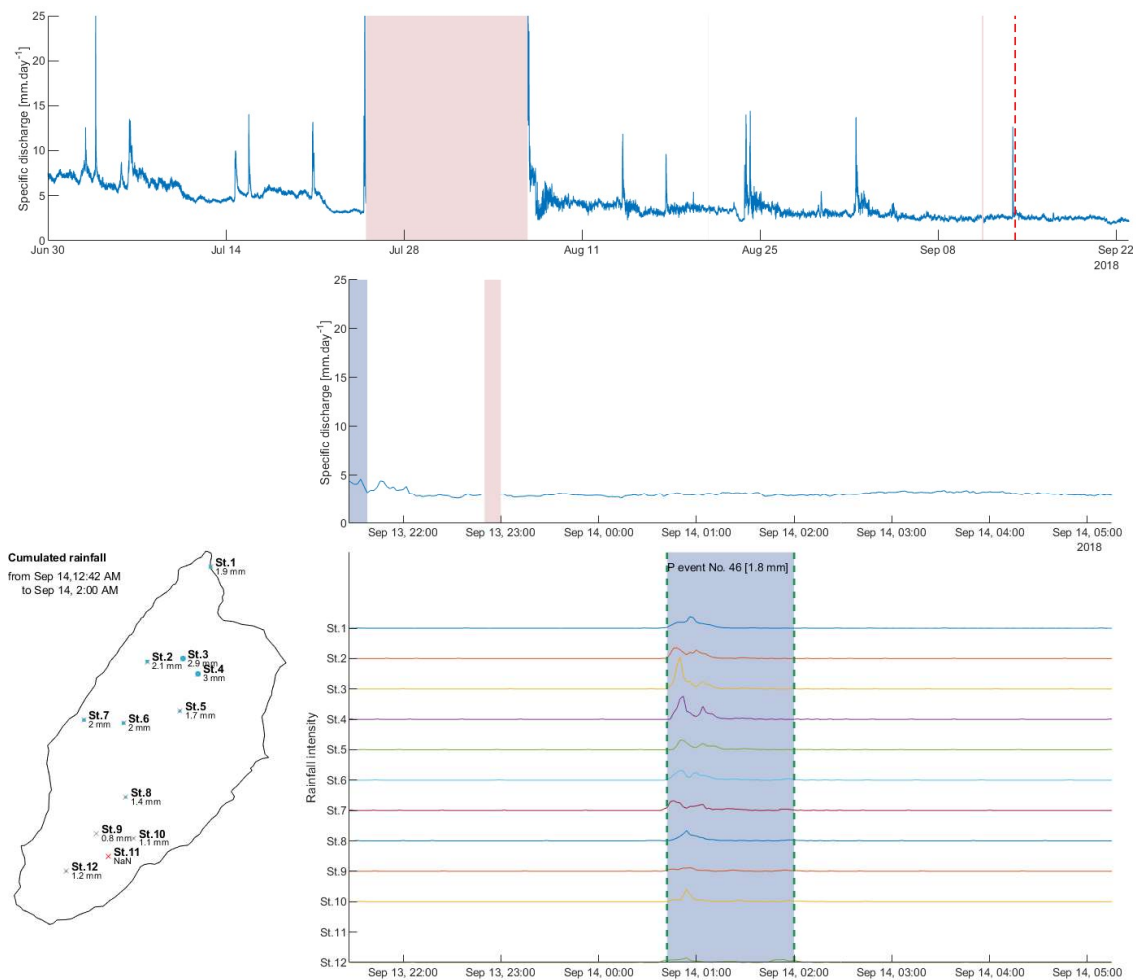 25
20
15
10
5
0
Specific discharge [mm.day⁻¹]
Jun 30 Jul 14 Jul 28 Aug 11 Aug 25 Sep 08 Sep 22
2018
25
20
15
10
5
0
Specific discharge [mm.day⁻¹]
Sep 13, 22:00 Sep 13, 23:00 Sep 14, 00:00 Sep 14, 01:00 Sep 14, 02:00 Sep 14, 03:00 Sep 14, 04:00 Sep 14, 05:00
2018
Cumulated rainfall
from Sep 14,12:42 AM
to Sep 14, 2:00 AM
St.1
1.9 mm
St.2
2.1 mm
St.3
2.9 mm
St.4
3 mm
St.5
1.7 mm
St.6
2 mm
St.7
2 mm
St.8
1.4 mm
St.9
0.8 mm
St.10
1.1 mm
St.11
NaN
St.12
1.2 mm
P event No. 46 [1.8 mm]
Rainfall intensity
St.1
St.2
St.3
St.4
St.5
St.6
St.7
St.8
St.9
St.10
St.11
St.12
Sep 13, 22:00 Sep 13, 23:00 Sep 14, 00:00 Sep 14, 01:00 Sep 14, 02:00 Sep 14, 03:00 Sep 14, 04:00 Sep 14, 05:00